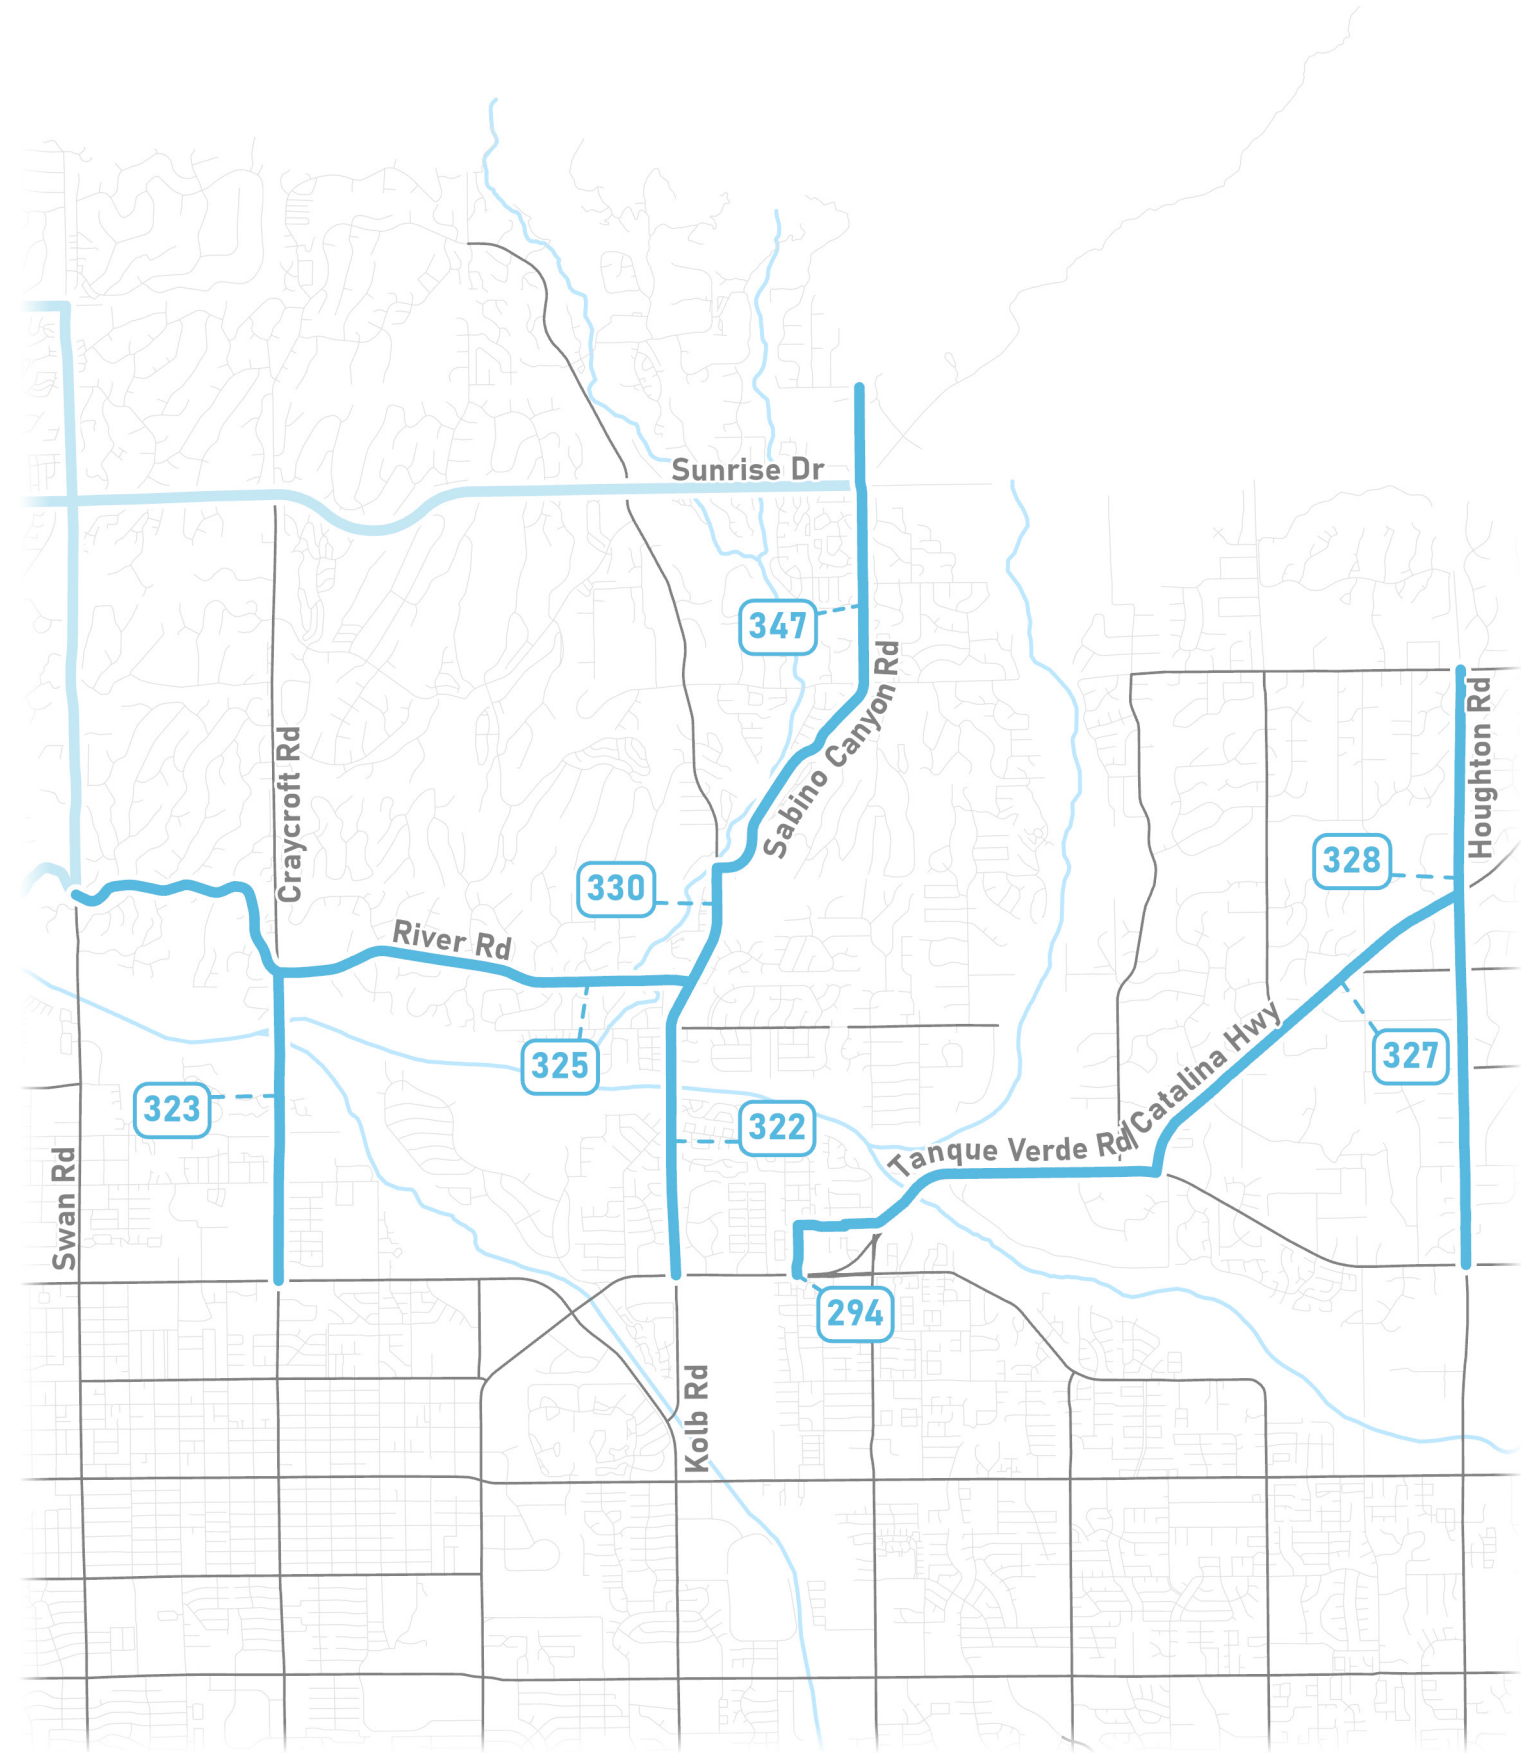 Sunrise Dr
347
Sabino Canyon Rd
Houghton Rd
Craycroft Rd
328
330
River Rd
325
327
323
322
Tanque Verde Rd/Catalina Hwy
Swan Rd
294
Kolb Rd